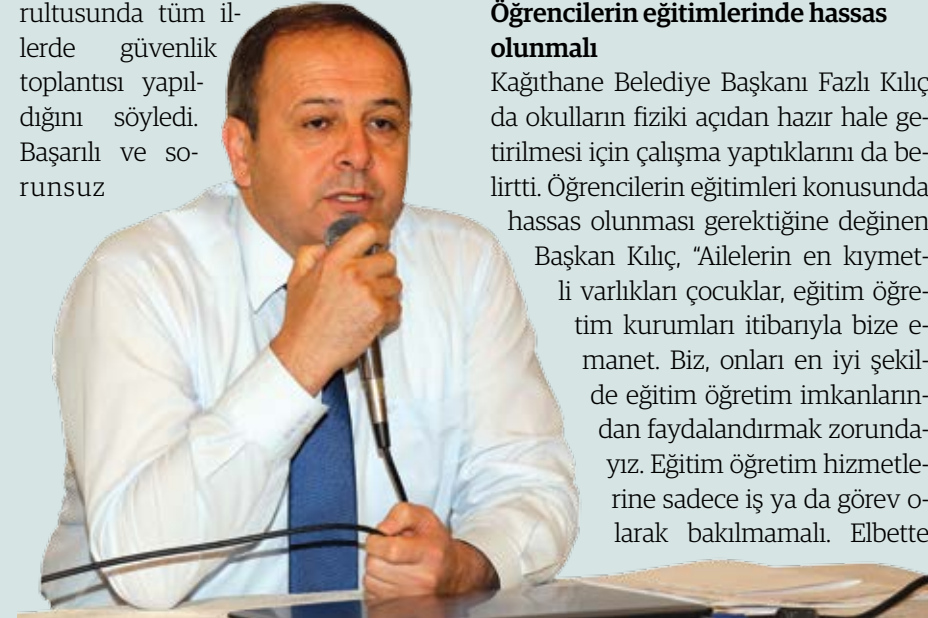 rultusunda tüm il-
lerde güvenlik
toplantısı yapıl-
dığını söyledi.
Başarılı ve so-
runsuz
Öğrencilerin eğitimlerinde hassas
olunmalı
Kağıthane Belediye Başkanı Fazlı Kılıç
da okulların fiziki açıdan hazır hale ge-
tirilmesi için çalışma yaptıklarını da be-
lirtti. Öğrencilerin eğitimleri konusunda
hassas olunması gerektiğine değinen
Başkan Kılıç, “Ailelerin en kıymet-
li varlıkları çocuklar, eğitim öğre-
tim kurumları itibarıyla bize e-
manet. Biz, onları en iyi şekil-
de eğitim öğretim imkanların-
dan faydalandırmak zorunda-
yız. Eğitim öğretim hizmetle-
rine sadece iş ya da görev o-
larak bakılmamalı. Elbette